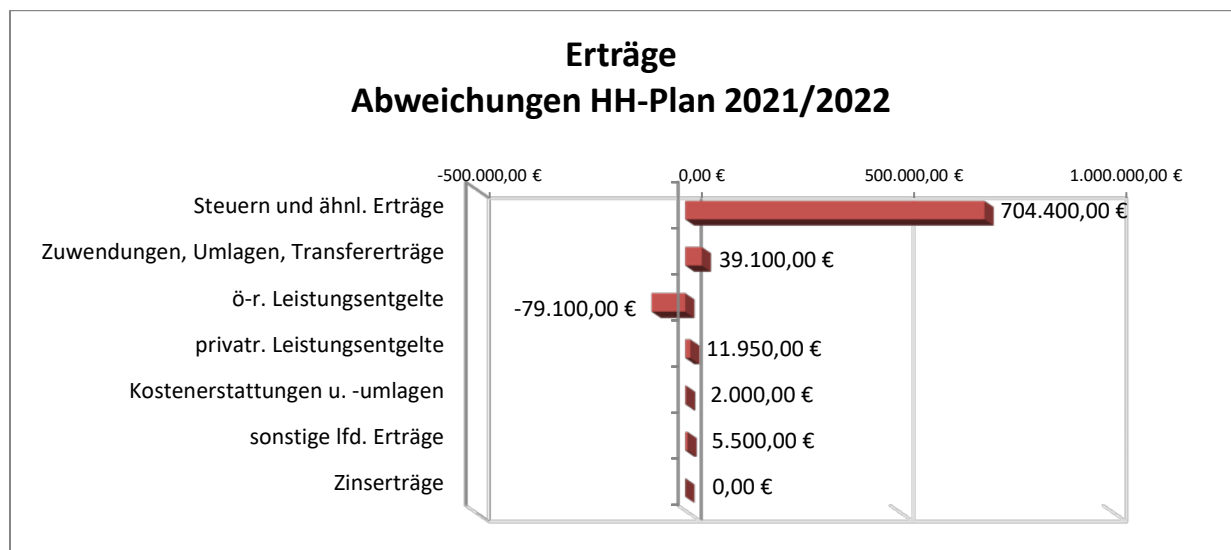 Erträge
Abweichungen HH-Plan 2021/2022
-500.000,00 € 0,00 € 500.000,00 € 1.000.000,00 €
Steuern und ähnl. Erträge 704.400,00 €
Zuwendungen, Umlagen, Transfererträge 39.100,00 €
ö-r. Leistungsentgelte -79.100,00 €
privatr. Leistungsentgelte 11.950,00 €
Kostenerstattungen u. -umlagen 2.000,00 €
sonstige lfd. Erträge 5.500,00 €
Zinserträge 0,00 €